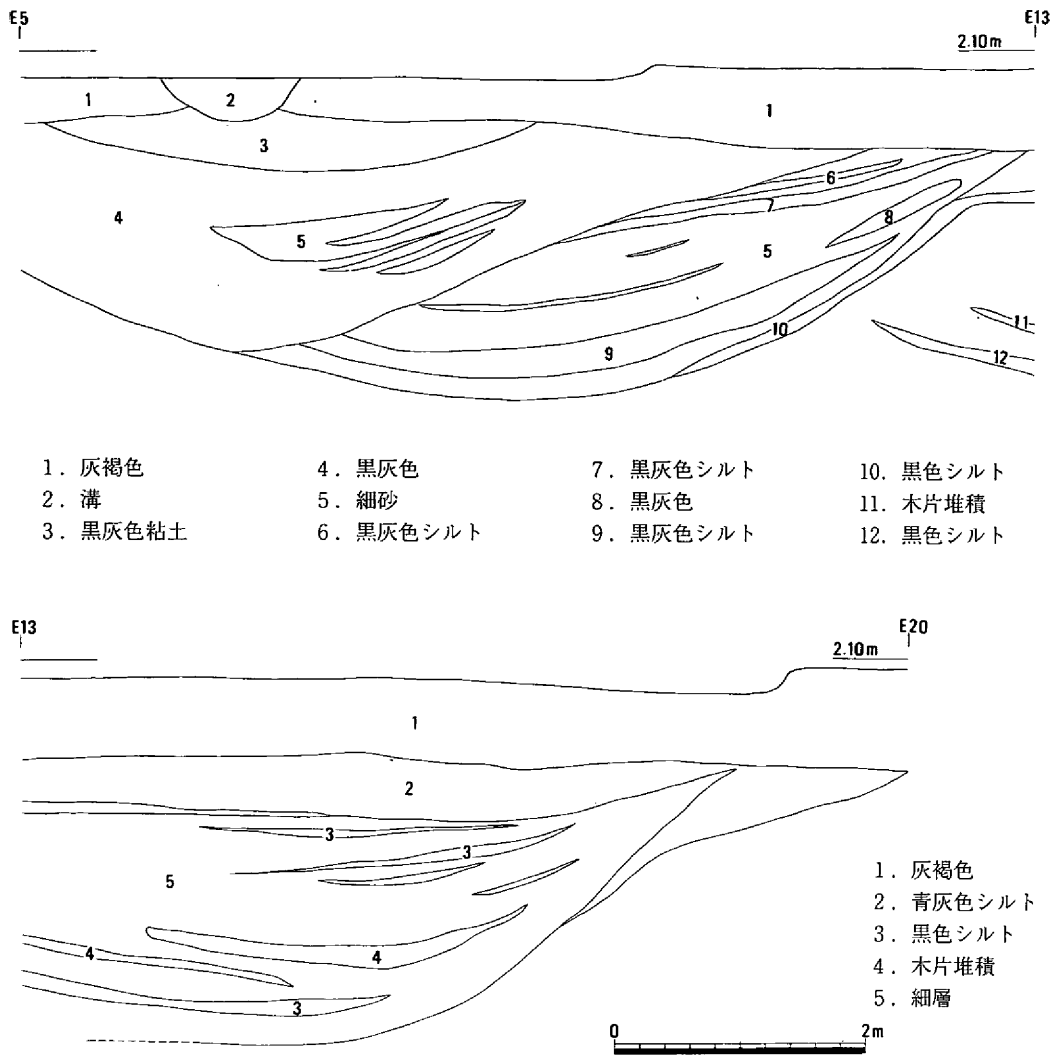 E5 E13
2.10m
1 2 1
3
6
4 7 8
5 5
11
10
9 12
1. 灰褐色 4. 黒灰色 7. 黒灰色シルト 10. 黒色シルト
2. 溝 5. 細砂 8. 黒灰色 11. 木片堆積
3. 黒灰色粘土 6. 黒灰色シルト 9. 黒灰色シルト 12. 黒色シルト
E13 E20
2.10m
1
2
3
3
5
4 4
3
1. 灰褐色
2. 青灰色シルト
3. 黒色シルト
4. 木片堆積
5. 細層
0 2m